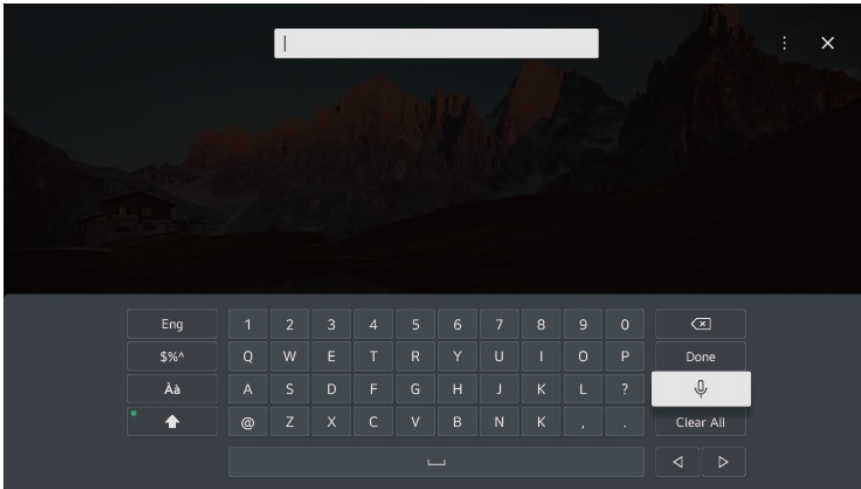 Eng 1 2 3 4 5 6 7 8 9 0
$%^ Q W E T R Y U I O P Done
Àà A S D F G H J K L ?
@ Z X C V B N K , . Clear All